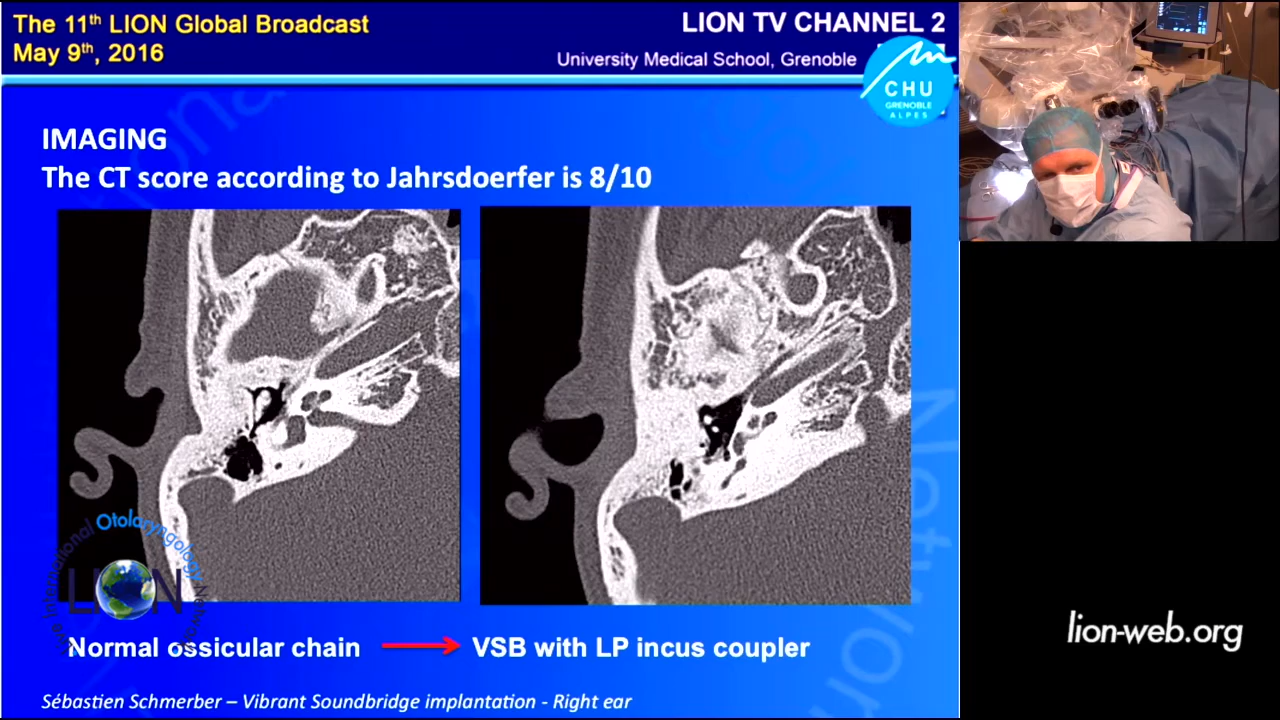 The 11th LION Global Broadcast
May 9th, 2016
LION TV CHANNEL 2
University Medical School, Grenoble
CHU
GRENOBLE
ALPES
IMAGING
The CT score according to Jahrsdoerfer is 8/10
Live International Otolaryngology Network
LION
Normal ossicular chain
VSB with LP incus coupler
Sébastien Schmerber – Vibrant Soundbridge implantation - Right ear
lion-web.org